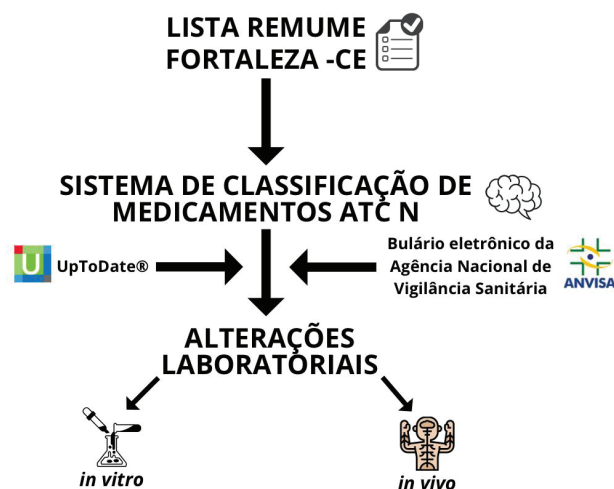 LISTA REMUME
FORTALEZA -CE
SISTEMA DE CLASSIFICAÇÃO DE
MEDICAMENTOS ATC N
U UpToDate®
Bulário eletrônico da
Agência Nacional de
Vigilância Sanitária
ANVISA
ALTERAÇÕES
LABORATORIAIS
in vitro
in vivo